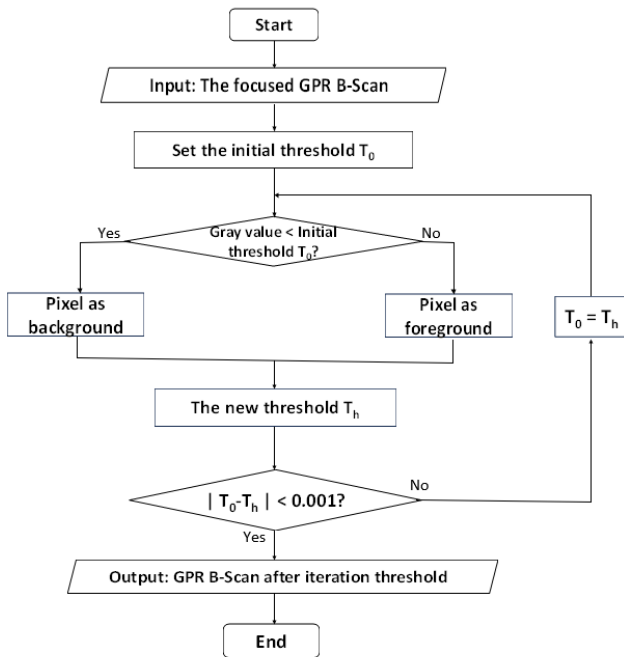 Start
Input: The focused GPR B-Scan
Set the initial threshold T₀
Yes
Gray value < Initial
threshold T₀?
No
Pixel as
background
Pixel as
foreground
T₀ = Tₕ
The new threshold Tₕ
| T₀-Tₕ | < 0.001?
No
Yes
Output: GPR B-Scan after iteration threshold
End